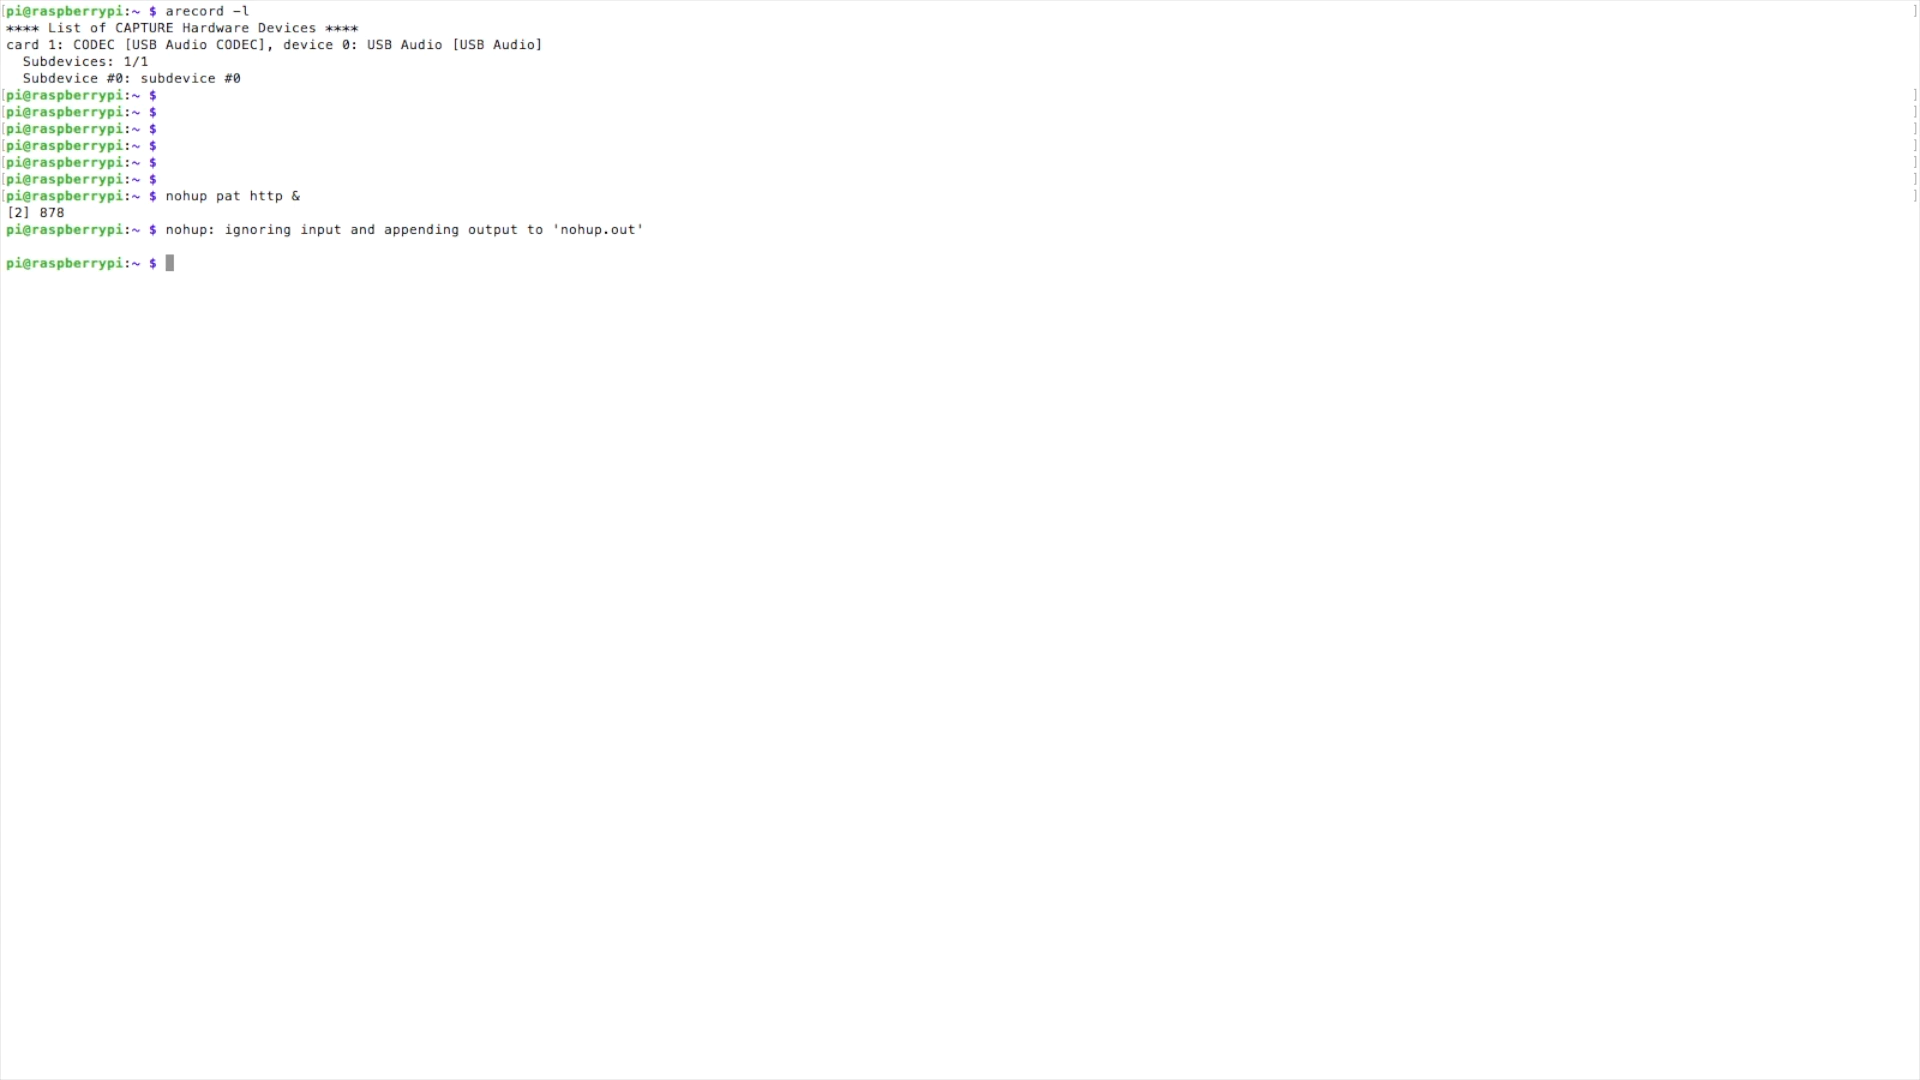 [pi@raspberrypi:~ $ arecord -l ]
**** List of CAPTURE Hardware Devices ****
card 1: CODEC [USB Audio CODEC], device 0: USB Audio [USB Audio]
  Subdevices: 1/1
  Subdevice #0: subdevice #0
[pi@raspberrypi:~ $ ]
[pi@raspberrypi:~ $ ]
[pi@raspberrypi:~ $ ]
[pi@raspberrypi:~ $ ]
[pi@raspberrypi:~ $ ]
[pi@raspberrypi:~ $ ]
[pi@raspberrypi:~ $ nohup pat http & ]
[2] 878
pi@raspberrypi:~ $ nohup: ignoring input and appending output to 'nohup.out'
pi@raspberrypi:~ $